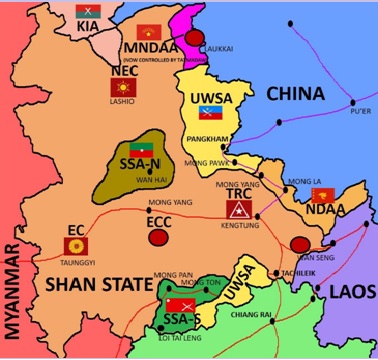 KIA
MNDAA
(NOW CONTROLLED BY TATMADAW)
LAUKKAI
NEC
LASHIO
UWSA
CHINA
PU'ER
PANGKHAM
SSA-N
WAN HAI
MONG PAWK
MONG YANG
MONG LA
TRC
NDAA
MONG YANG
KENGTUNG
EC
ECC
TAUNGGYI
WAN SENG
MYANMAR
SHAN STATE
MONG PAN
MONG TON
UWSA
TACHILEIK
LAOS
SSA-
CHIANG RAI
LOI TAI LENG